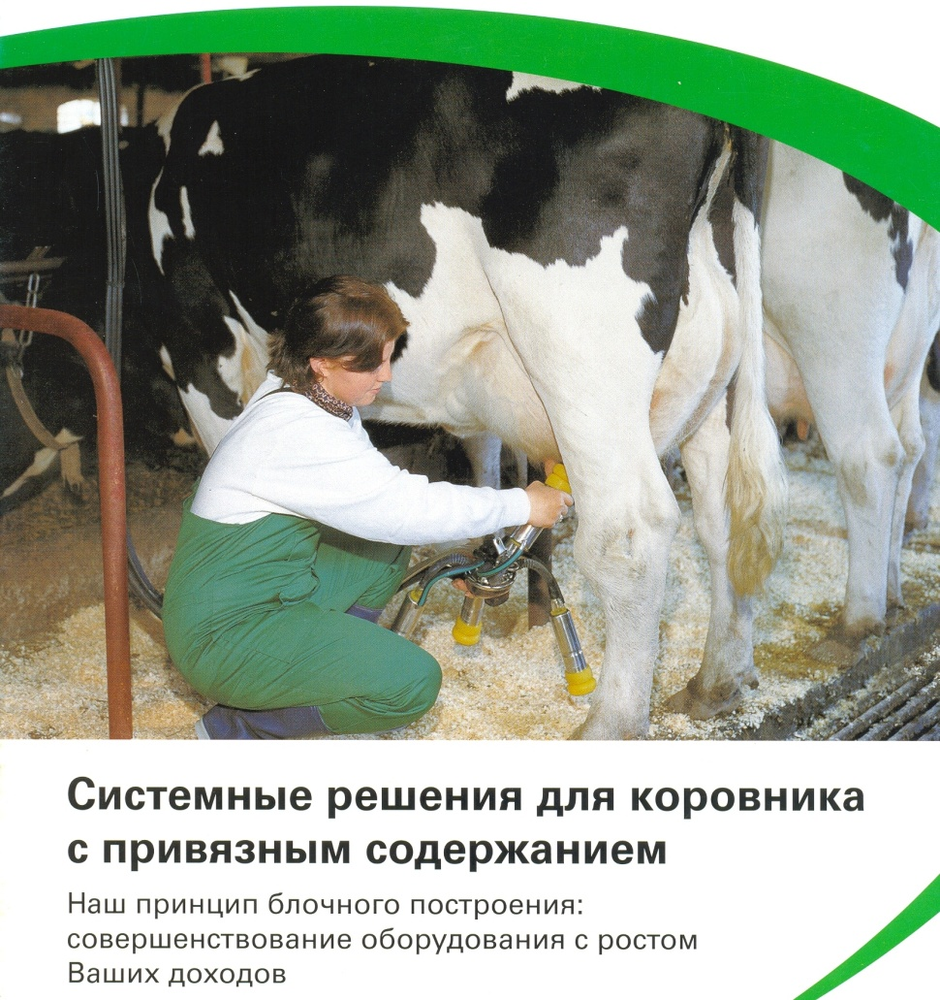 Системные решения для коровника
с привязным содержанием
Наш принцип блочного построения:
совершенствование оборудования с ростом
Ваших доходов